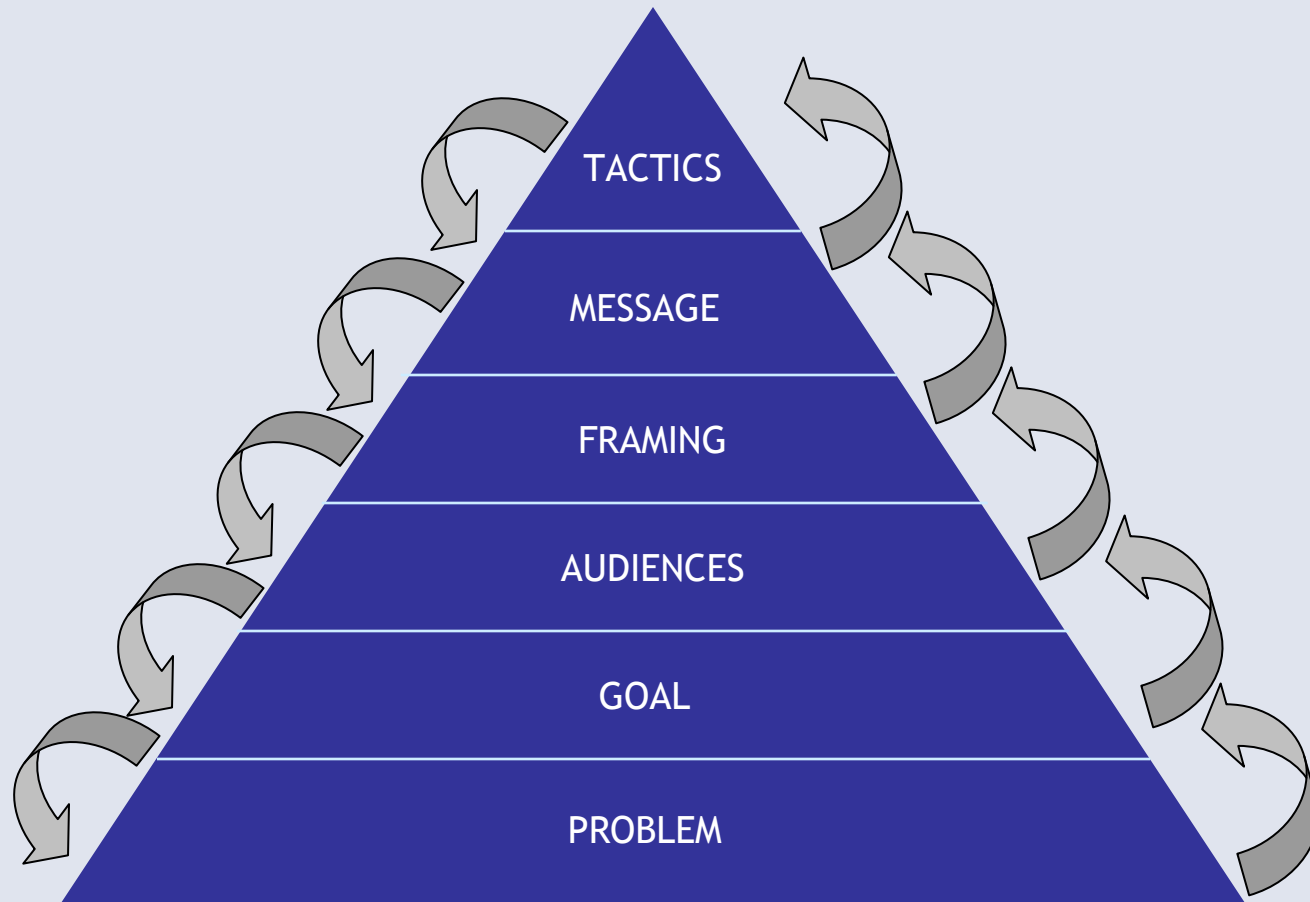 TACTICS
MESSAGE
FRAMING
AUDIENCES
GOAL
PROBLEM